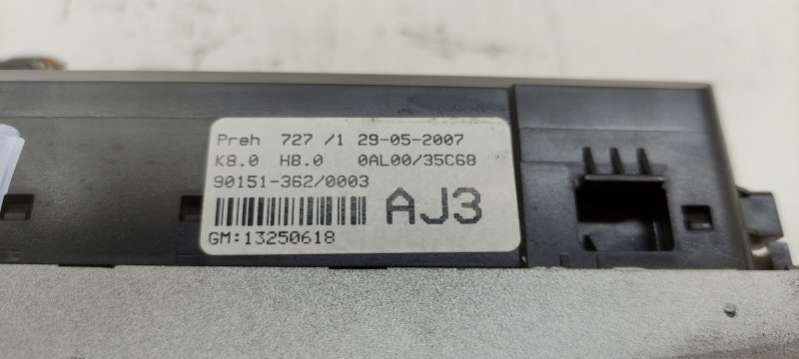 Preh 727 /1 29-05-2007
K8.0 H8.0 0AL00/35C68
90151-362/0003
AJ3
GM:13250618